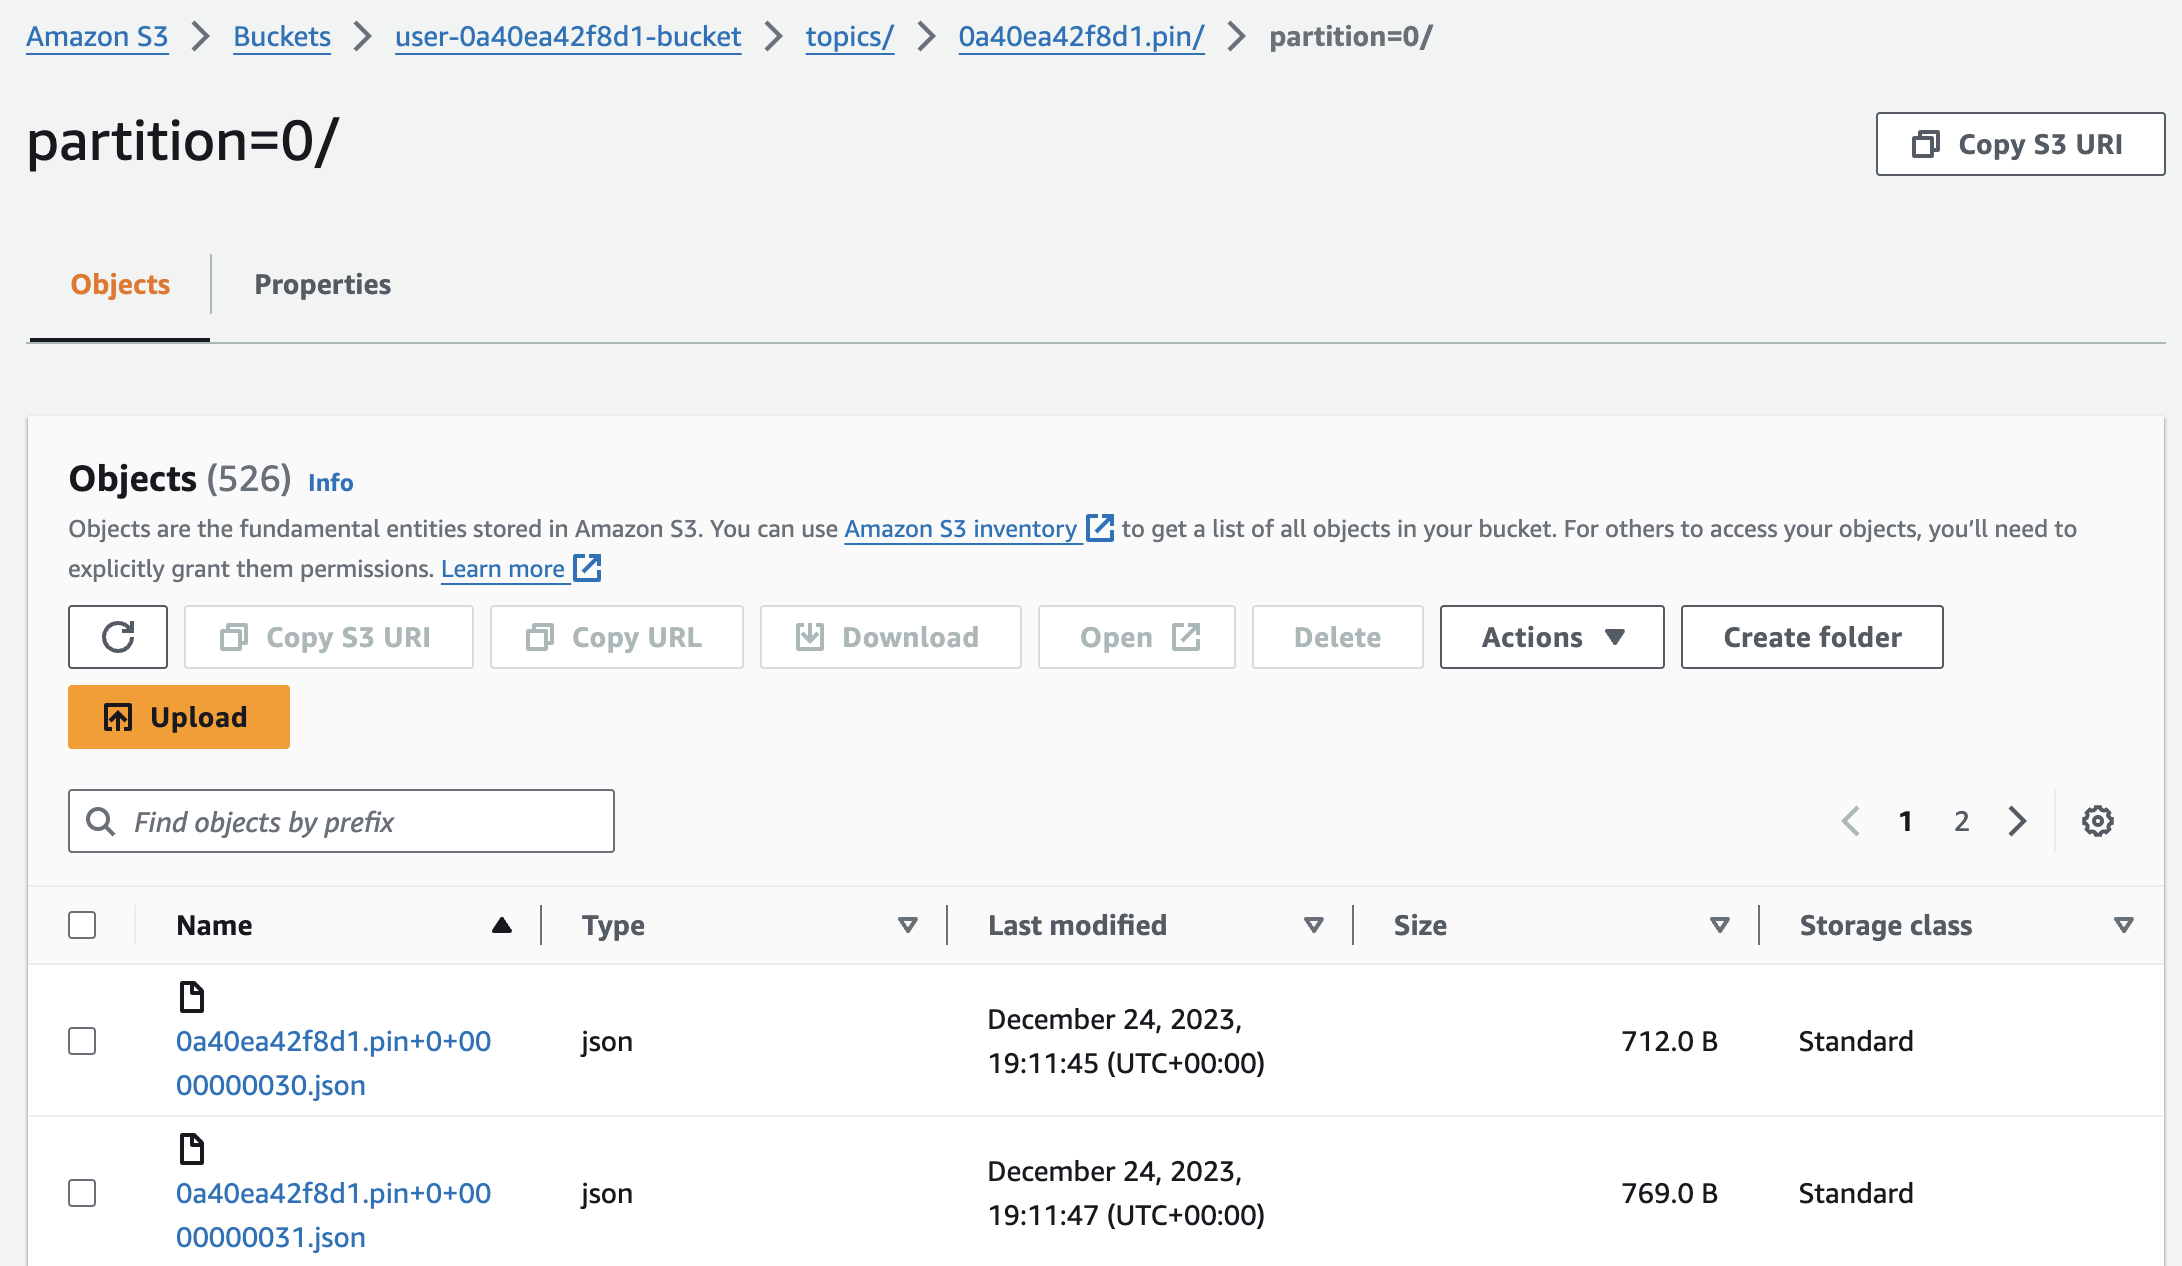 Amazon S3 Buckets user-0a40ea42f8d1-bucket topics/ 0a40ea42f8d1.pin/ partition=0/
partition=0/
Copy S3 URI
Objects Properties
Objects (526) Info
Objects are the fundamental entities stored in Amazon S3. You can use Amazon S3 inventory to get a list of all objects in your bucket. For others to access your objects, you’ll need to
explicitly grant them permissions. Learn more
Copy S3 URI Copy URL Download Open Delete Actions Create folder
Upload
Find objects by prefix
1 2
Name Type Last modified Size Storage class
0a40ea42f8d1.pin+0+00
00000030.json
json
December 24, 2023,
19:11:45 (UTC+00:00)
712.0 B
Standard
0a40ea42f8d1.pin+0+00
00000031.json
json
December 24, 2023,
19:11:47 (UTC+00:00)
769.0 B
Standard